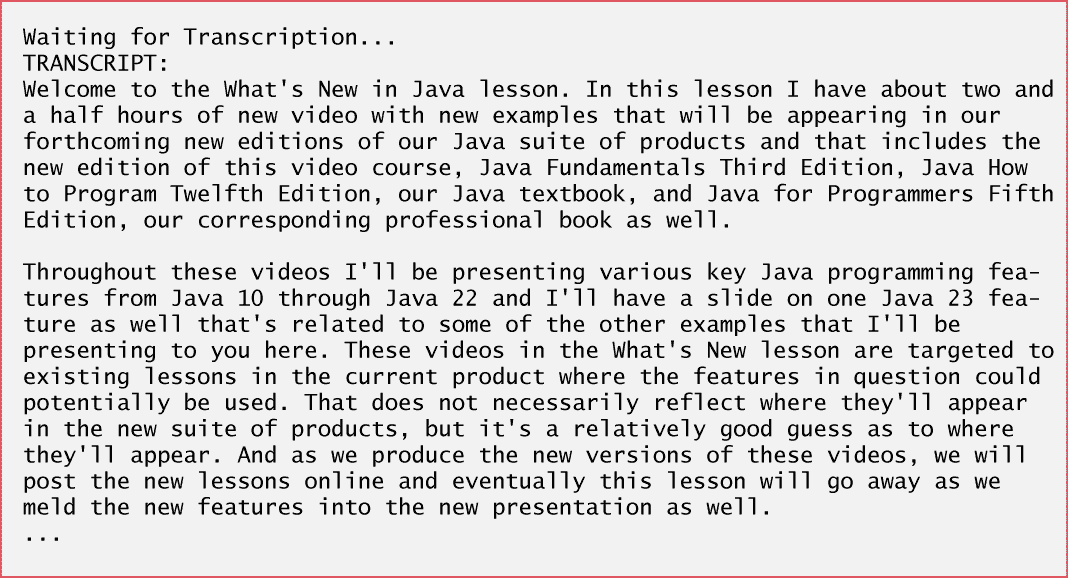 Waiting for Transcription...
TRANSCRIPT:
Welcome to the What's New in Java lesson. In this lesson I have about two and
a half hours of new video with new examples that will be appearing in our
forthcoming new editions of our Java suite of products and that includes the
new edition of this video course, Java Fundamentals Third Edition, Java How
to Program Twelfth Edition, our Java textbook, and Java for Programmers Fifth
Edition, our corresponding professional book as well.

Throughout these videos I'll be presenting various key Java programming fea-
tures from Java 10 through Java 22 and I'll have a slide on one Java 23 fea-
ture as well that's related to some of the other examples that I'll be
presenting to you here. These videos in the What's New lesson are targeted to
existing lessons in the current product where the features in question could
potentially be used. That does not necessarily reflect where they'll appear
in the new suite of products, but it's a relatively good guess as to where
they'll appear. And as we produce the new versions of these videos, we will
post the new lessons online and eventually this lesson will go away as we
meld the new features into the new presentation as well.
...